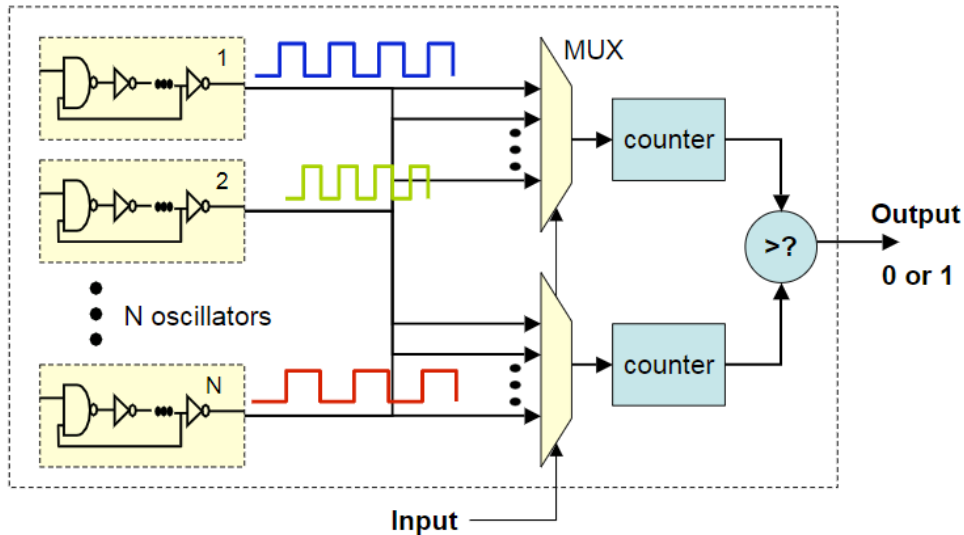 1
MUX
counter
2
Output
>?
0 or 1
N oscillators
counter
N
Input